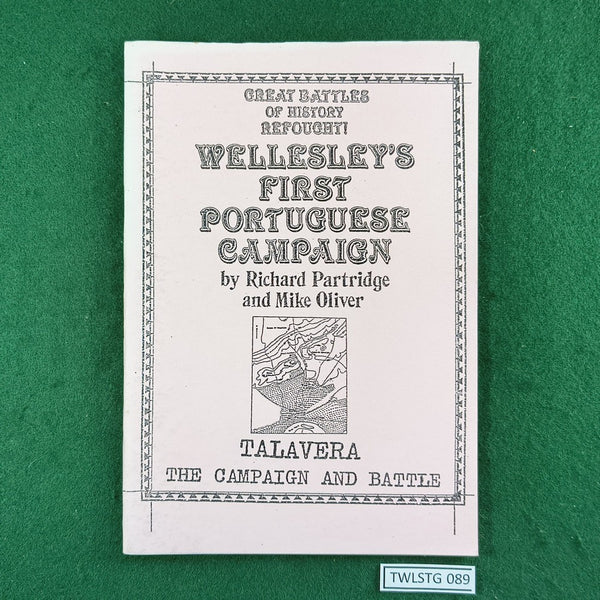 GREAT BATTLES
OF HISTORY
REFOUGHT!
WELLESLEY'S
FIRST
PORTUGUESE
CAMPAIGN
by Richard Partridge
and Mike Oliver
TALAVERA
THE CAMPAIGN AND BATTLE
TWLSTG 089